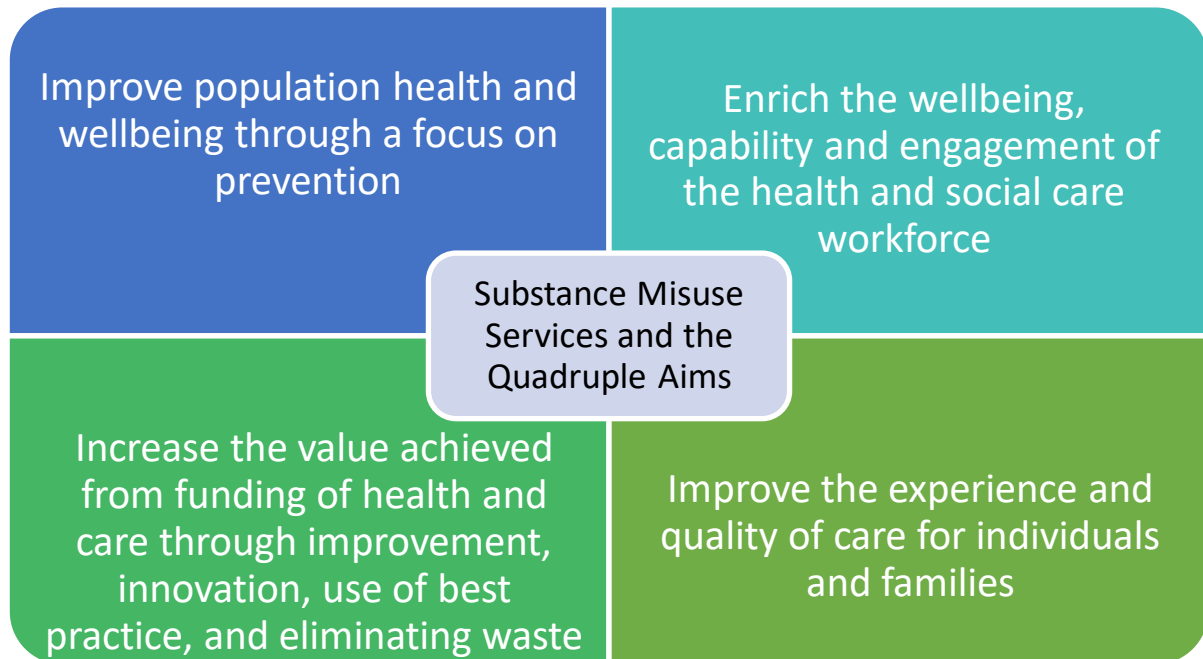 Improve population health and
wellbeing through a focus on
prevention
Enrich the wellbeing,
capability and engagement of
the health and social care
workforce
Substance Misuse
Services and the
Quadruple Aims
Increase the value achieved
from funding of health and
care through improvement,
innovation, use of best
practice, and eliminating waste
Improve the experience and
quality of care for individuals
and families